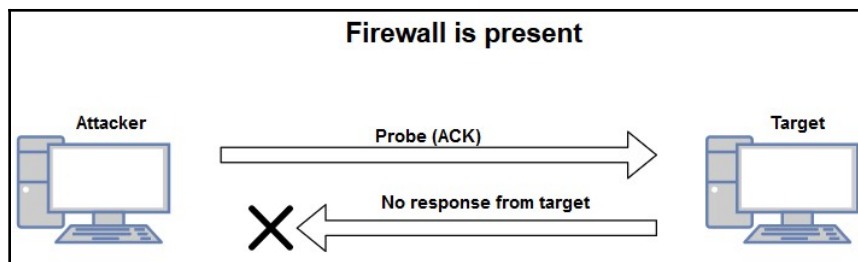 Firewall is present
Attacker
Probe (ACK)
Target
No response from target